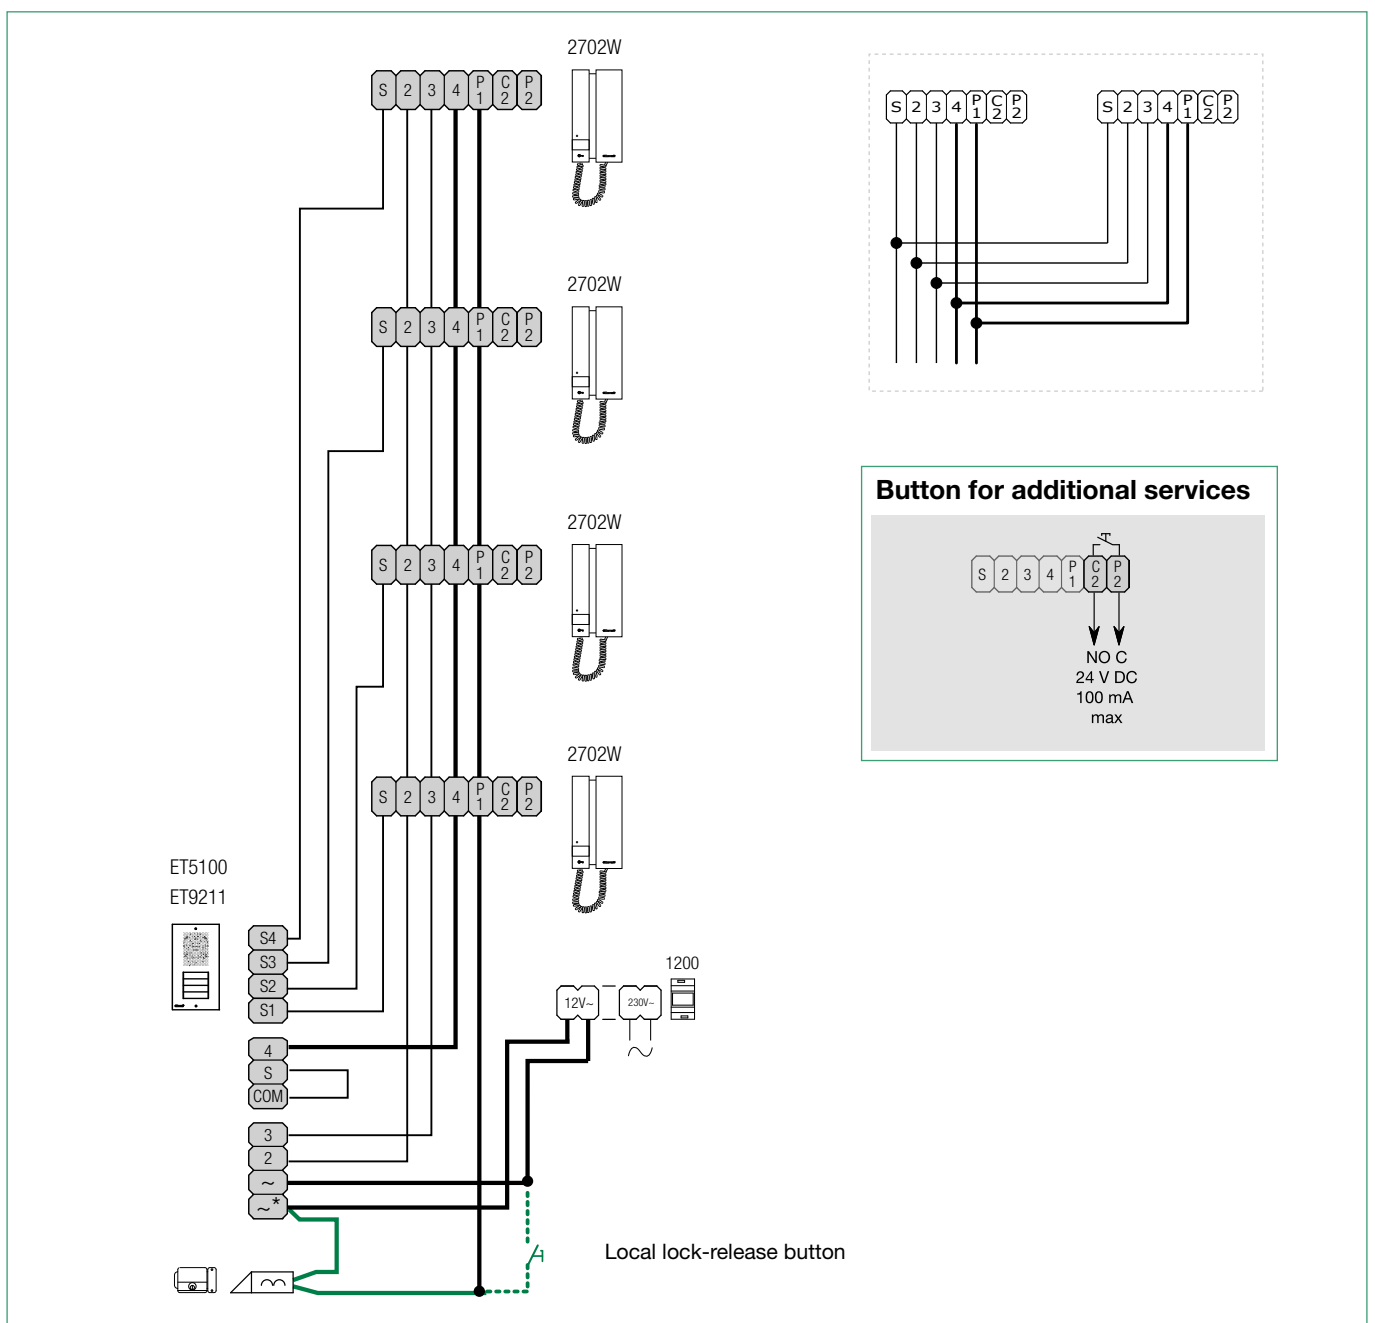 2702W
S 2 3 4 P1 C2 P2
S 2 3 4 P1 C2 P2
S 2 3 4 P1 C2 P2
2702W
S 2 3 4 P1 C2 P2
Button for additional services
S 2 3 4 P1 C2 P2
NO C
24 V DC
100 mA
max
2702W
S 2 3 4 P1 C2 P2
2702W
S 2 3 4 P1 C2 P2
ET5100
ET9211
S4
S3
S2
S1
1200
12V~
230V~
4
S
COM
3
2
~
~*
Local lock-release button